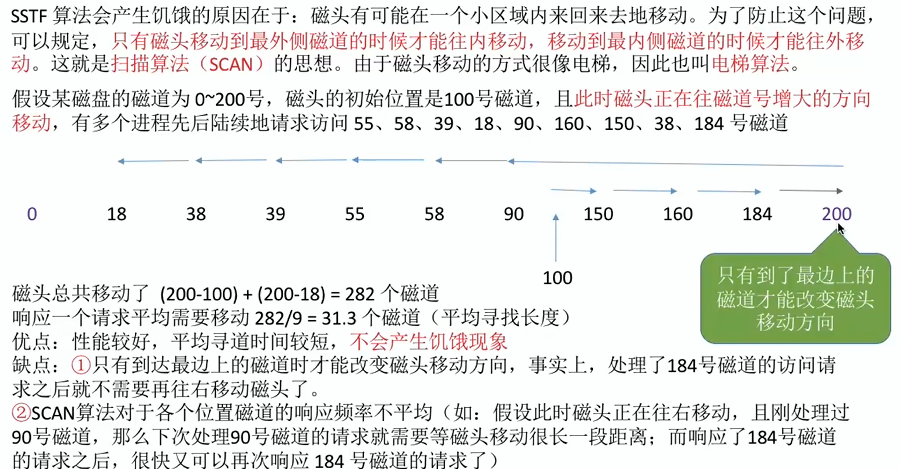 SSTF 算法会产生饥饿的原因在于：磁头有可能在一个小区域内来回来去地移动。为了防止这个问题，
可以规定，只有磁头移动到最外侧磁道的时候才能往内移动，移动到最内侧磁道的时候才能往外移
动。这就是扫描算法（SCAN）的思想。由于磁头移动的方式很像电梯，因此也叫电梯算法。
假设某磁盘的磁道为 0~200号，磁头的初始位置是100号磁道，且此时磁头正在往磁道号增大的方向
移动，有多个进程先后陆续地请求访问 55、58、39、18、90、160、150、38、184 号磁道
0 18 38 39 55 58 90 150 160 184 200
100
只有到了最边上的
磁道才能改变磁头
移动方向
磁头总共移动了 (200-100) + (200-18) = 282 个磁道
响应一个请求平均需要移动 282/9 = 31.3 个磁道（平均寻找长度）
优点：性能较好，平均寻道时间较短，不会产生饥饿现象
缺点：①只有到达最边上的磁道时才能改变磁头移动方向，事实上，处理了184号磁道的访问请
求之后就不需要再往右移动磁头了。
②SCAN算法对于各个位置磁道的响应频率不平均（如：假设此时磁头正在往右移动，且刚处理过
90号磁道，那么下次处理90号磁道的请求就需要等磁头移动很长一段距离；而响应了184号磁道
的请求之后，很快又可以再次响应 184 号磁道的请求了）